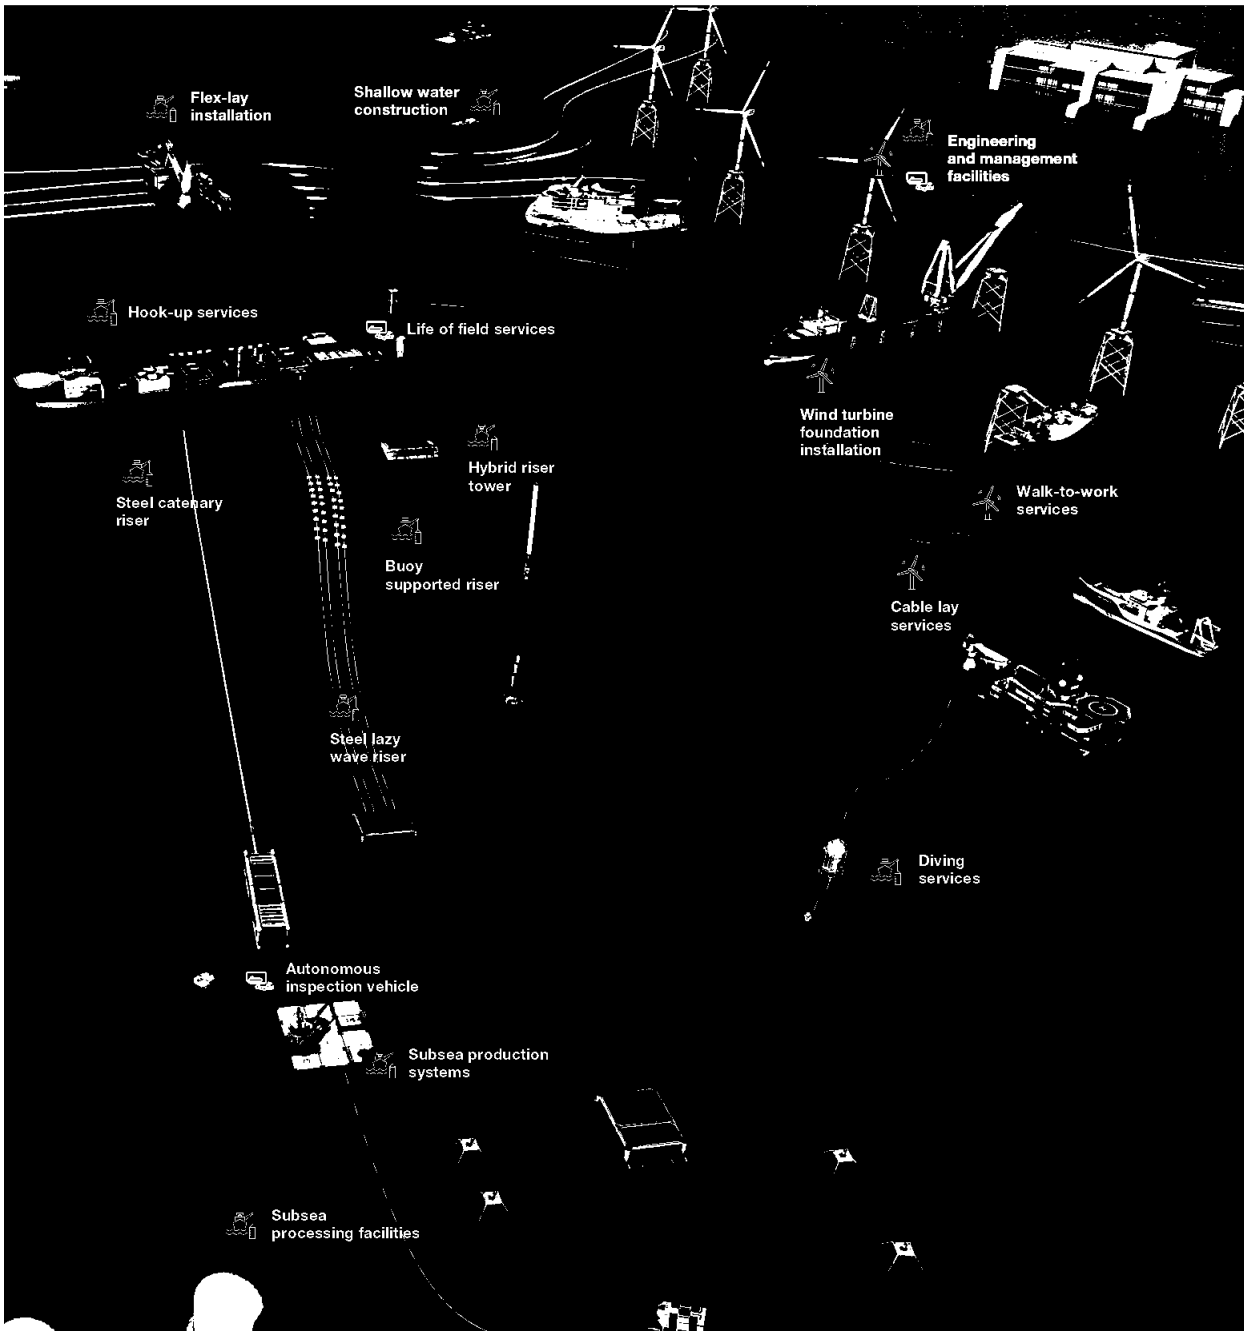 Flex-lay
installation
Shallow water
construction
Engineering
and management
facilities
Hook-up services
Life of field services
Wind turbine
foundation
installation
Hybrid riser
tower
Steel catenary
riser
Walk-to-work
services
Buoy
supported riser
Cable lay
services
Steel lazy
wave riser
Diving
services
Autonomous
inspection vehicle
Subsea production
systems
Subsea
processing facilities